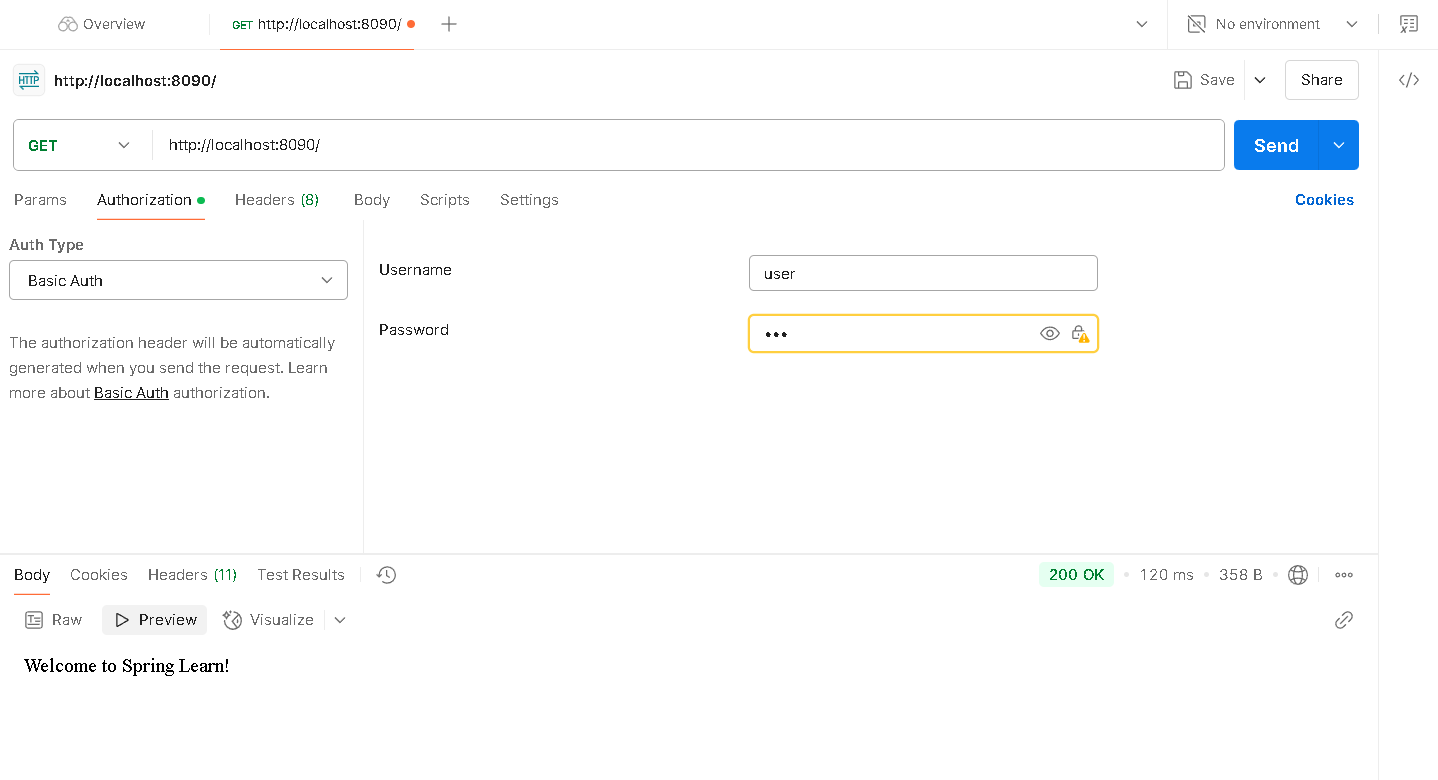 Overview
GET http://localhost:8090/
No environment
HTTP http://localhost:8090/
Save
Share
GET http://localhost:8090/
Send
Params Authorization Headers (8) Body Scripts Settings
Cookies
Auth Type
Basic Auth
The authorization header will be automatically
generated when you send the request. Learn
more about Basic Auth authorization.
Username
user
Password
•••
Body Cookies Headers (11) Test Results
200 OK • 120 ms • 358 B •
Raw Preview Visualize
Welcome to Spring Learn!